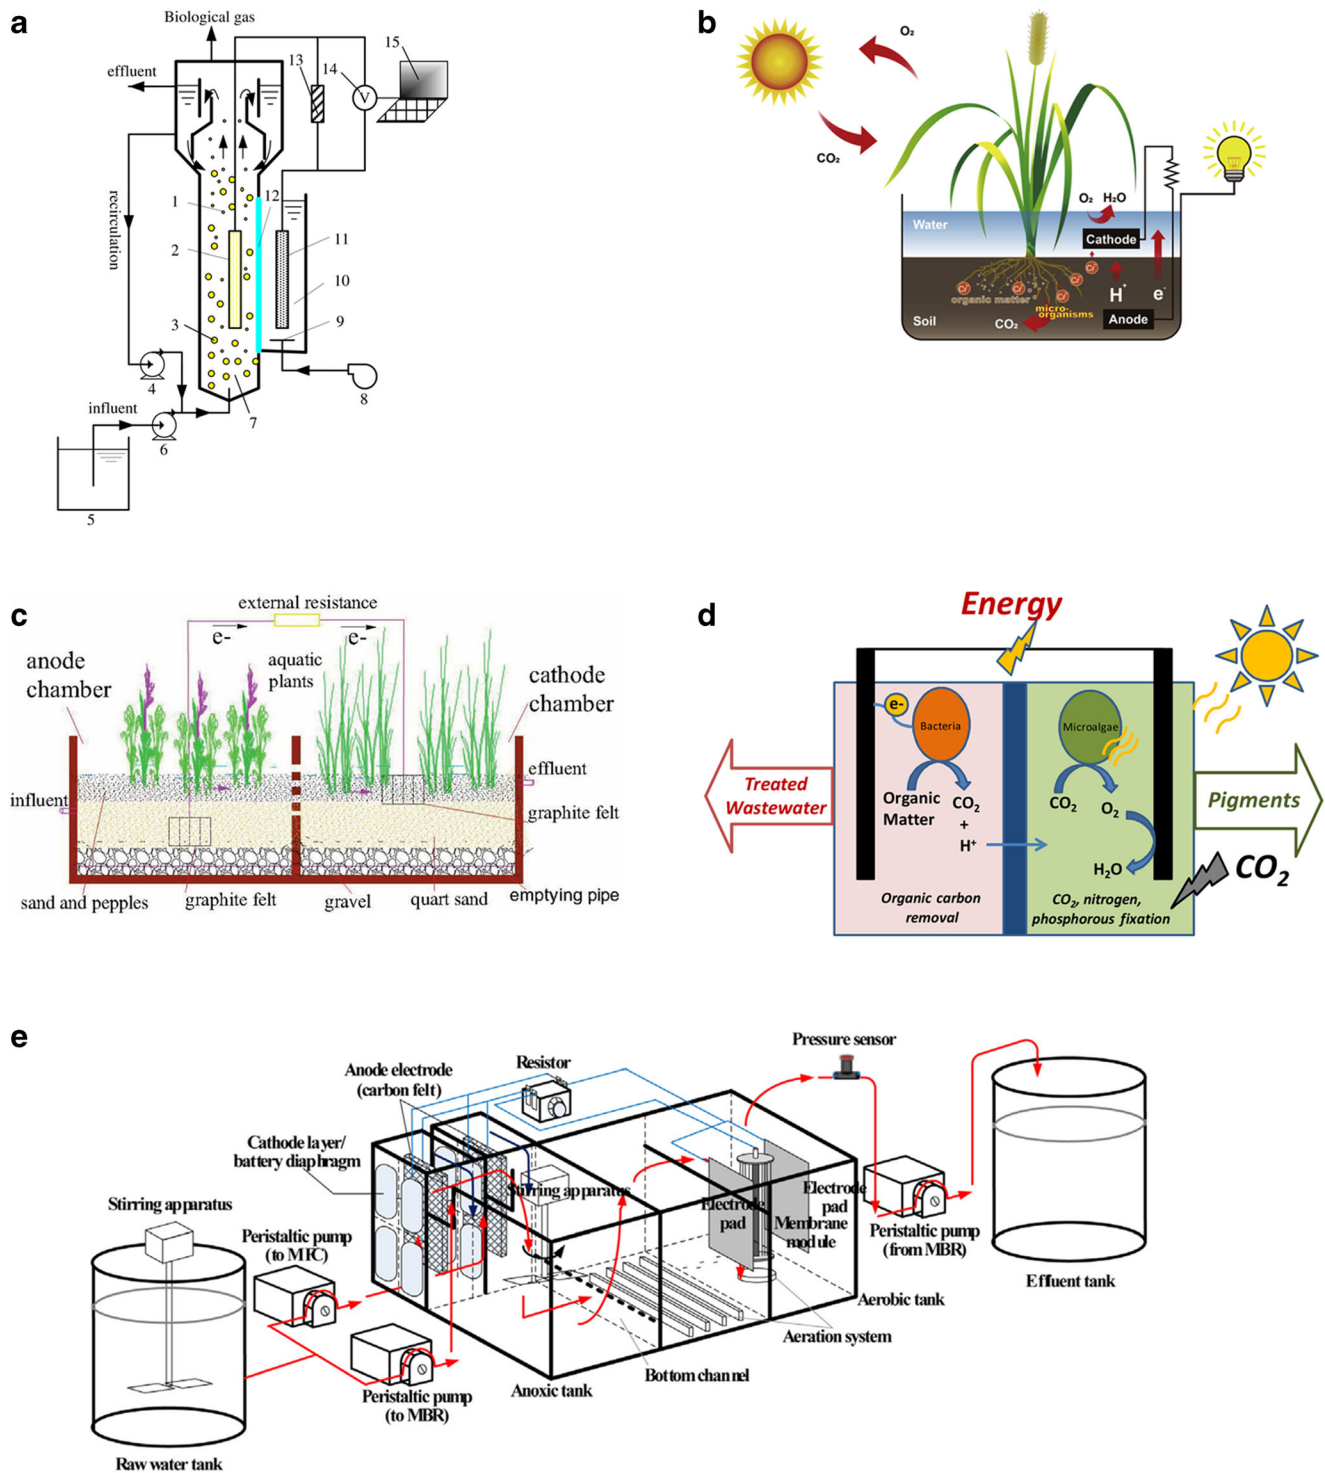 a
Biological gas
effluent
recirculation
influent
1
2
3
4
5
6
7
8
9
10
11
12
13
14
15
V
b
O₂
CO₂
O₂ H₂O
Water
Cathode
Cr
Cr
Cr
Cr
Cr
organic matter
micro-
organisms
H⁺
e⁻
CO₂
Anode
Soil
c
external resistance
e-
e-
anode
chamber
aquatic
plants
cathode
chamber
effluent
influent
graphite felt
sand and pepples
graphite felt
gravel
quart sand
emptying pipe
d
Energy
e-
Bacteria
Microalgae
Treated
Wastewater
Organic
Matter
CO₂
+
H⁺
CO₂
O₂
H₂O
Pigments
CO₂
Organic carbon
removal
CO₂, nitrogen,
phosphorous fixation
e
Pressure sensor
Resistor
Anode electrode
(carbon felt)
Cathode layer/
battery diaphragm
Stirring apparatus
Stirring apparatus
Peristaltic pump
(to MFC)
Electrode
pad
Electrode
pad
Membrane
module
Peristaltic pump
(from MBR)
Effluent tank
Aerobic tank
Aeration system
Bottom channel
Anoxic tank
Peristaltic pump
(to MBR)
Raw water tank